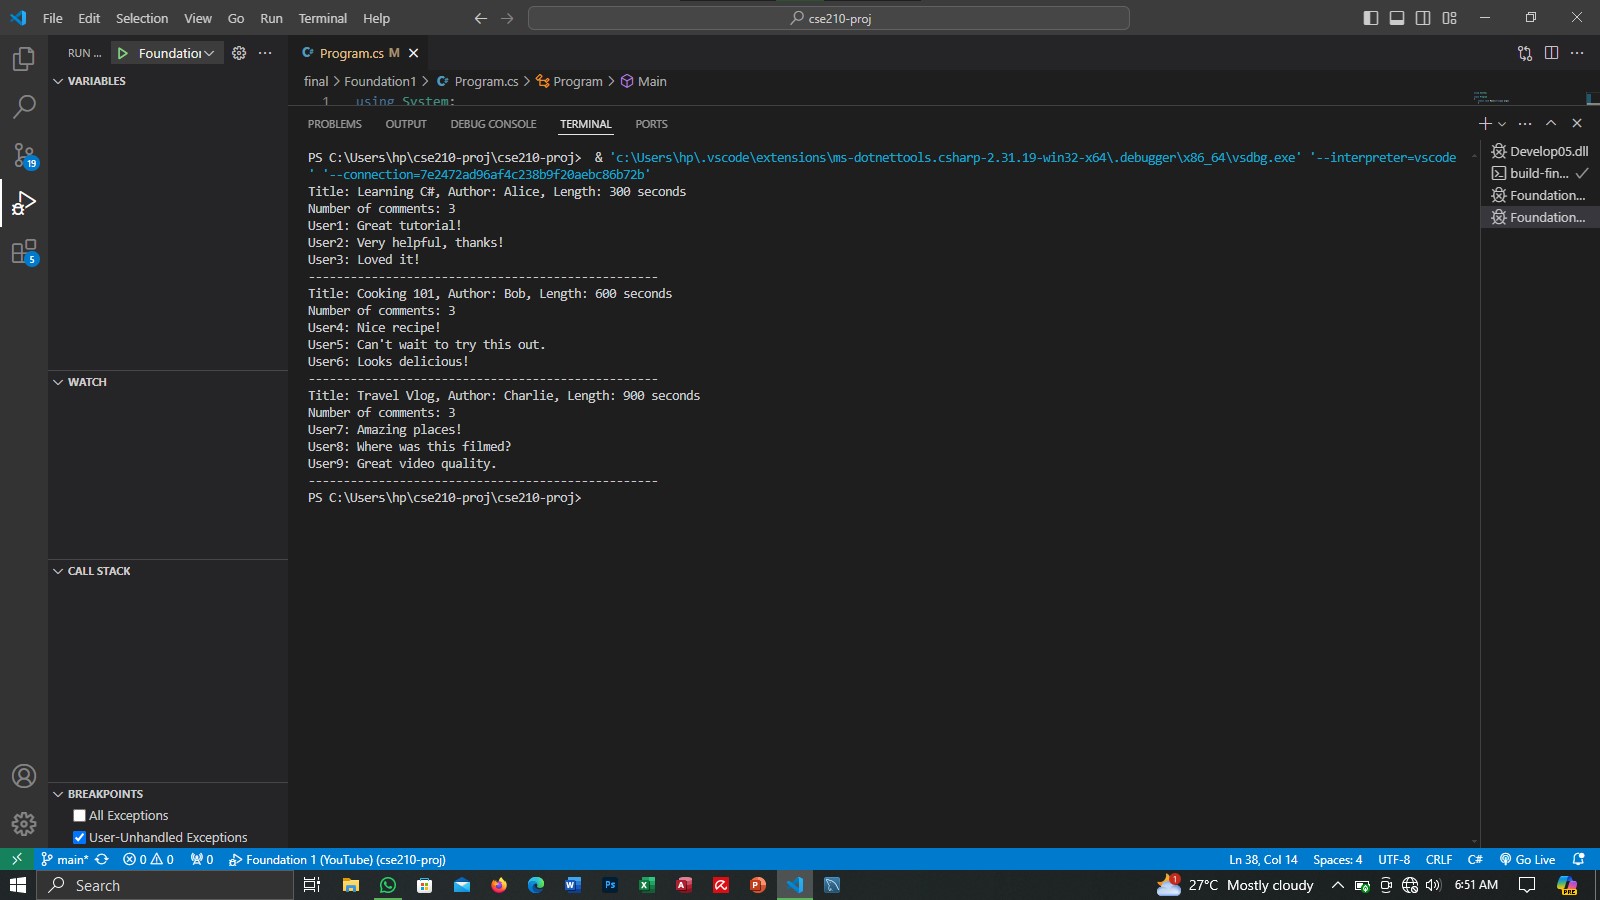 File Edit Selection View Go Run Terminal Help
cse210-proj
RUN ... Foundation
Program.cs M
VARIABLES
final > Foundation1 > Program.cs > Program > Main
1 using System;
PROBLEMS OUTPUT DEBUG CONSOLE TERMINAL PORTS
PS C:\Users\hp\cse210-proj\cse210-proj> & 'c:\Users\hp\.vscode\extensions\ms-dotnettools.csharp-2.31.19-win32-x64\.debugger\x86_64\vsdbg.exe' '--interpreter=vscode
' '--connection=7e2472ad96af4c238b9f20aebc86b72b'
Title: Learning C#, Author: Alice, Length: 300 seconds
Number of comments: 3
User1: Great tutorial!
User2: Very helpful, thanks!
User3: Loved it!
--------------------------------------------------
Title: Cooking 101, Author: Bob, Length: 600 seconds
Number of comments: 3
User4: Nice recipe!
User5: Can't wait to try this out.
User6: Looks delicious!
--------------------------------------------------
Title: Travel Vlog, Author: Charlie, Length: 900 seconds
Number of comments: 3
User7: Amazing places!
User8: Where was this filmed?
User9: Great video quality.
--------------------------------------------------
PS C:\Users\hp\cse210-proj\cse210-proj>
Develop05.dll
build-fin...
Foundation...
Foundation...
19
5
WATCH
CALL STACK
BREAKPOINTS
All Exceptions
User-Unhandled Exceptions
main* 0 0 0 Foundation 1 (YouTube) (cse210-proj)
Ln 38, Col 14 Spaces: 4 UTF-8 CRLF C# Go Live
Search
1 27°C Mostly cloudy 6:51 AM
PRE